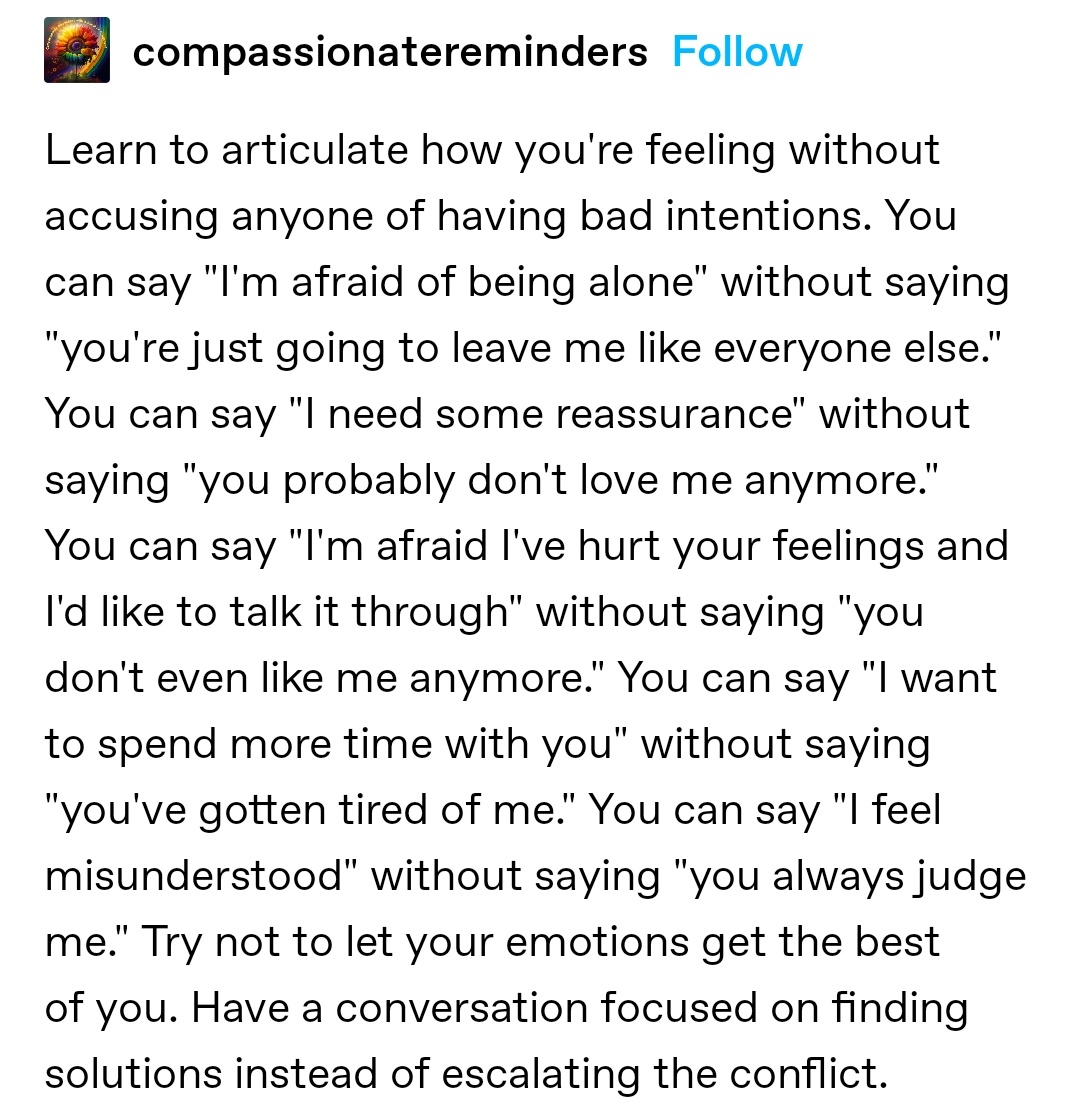 compassionatereminders Follow
Learn to articulate how you're feeling without
accusing anyone of having bad intentions. You
can say "I'm afraid of being alone" without saying
"you're just going to leave me like everyone else."
You can say "I need some reassurance" without
saying "you probably don't love me anymore."
You can say "I'm afraid I've hurt your feelings and
I'd like to talk it through" without saying "you
don't even like me anymore." You can say "I want
to spend more time with you" without saying
"you've gotten tired of me." You can say "I feel
misunderstood" without saying "you always judge
me." Try not to let your emotions get the best
of you. Have a conversation focused on finding
solutions instead of escalating the conflict.